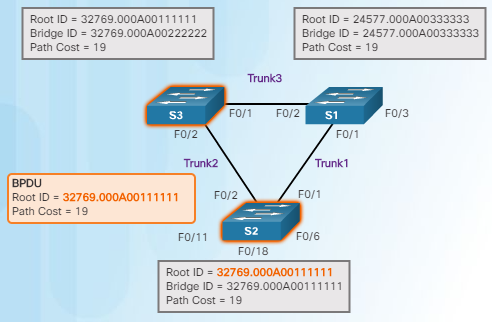 Root ID = 32769.000A00111111
Bridge ID = 32769.000A00222222
Path Cost = 19
Root ID = 24577.000A00333333
Bridge ID = 24577.000A00333333
Path Cost = 19
Trunk3
S3
F0/1
F0/2
S1
F0/3
F0/2
F0/1
Trunk2
Trunk1
BPDU
Root ID = 32769.000A00111111
Path Cost = 19
F0/2
F0/1
S2
F0/11
F0/6
F0/18
Root ID = 32769.000A00111111
Bridge ID = 32769.000A00111111
Path Cost = 19